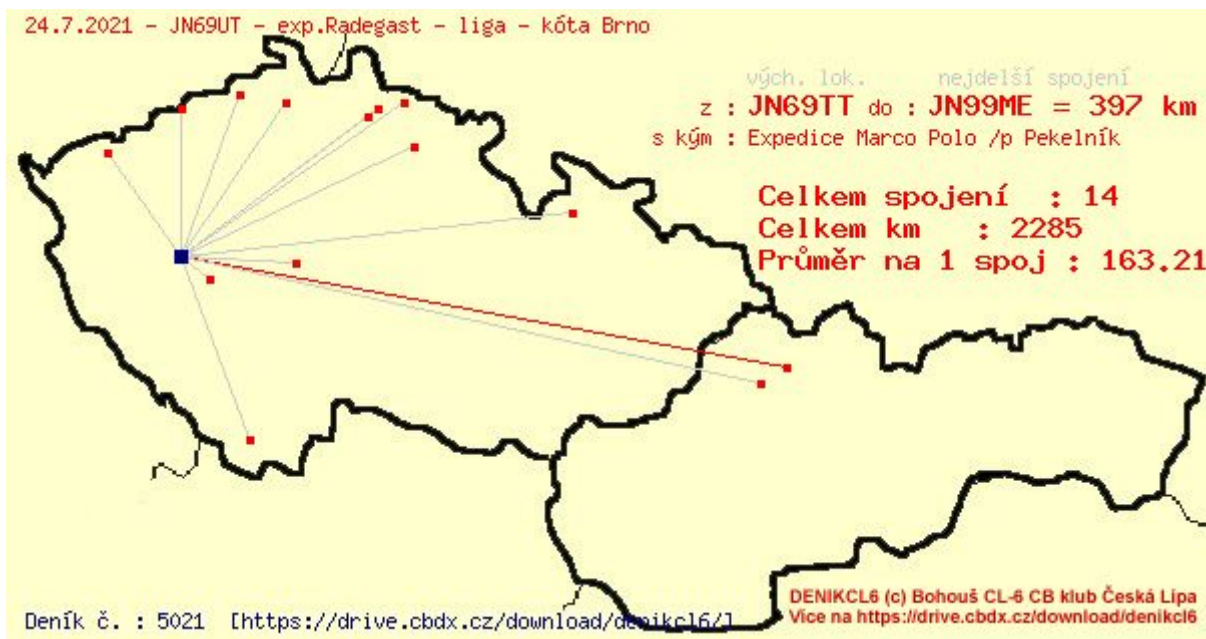 24.7.2021 - JN69UT - exp.Radegast - liga - kóta Brno
vých. lok. nejdelší spojení
z : JN69TT do : JN99ME = 397 km
s kým : Expedice Marco Polo /p Pekelník
Celkem spojení : 14
Celkem km : 2285
Průměr na 1 spoj : 163.21
DENIKCL6 (c) Bohouš CL-6 CB klub Česká Lípa
Deník č. : 5021 [https://drive.cbdx.cz/download/denikcl6/]
Více na https://drive.cbdx.cz/download/denikcl6